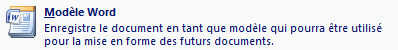 Modèle Word
Enregistre le document en tant que modèle qui pourra être utilisé
pour la mise en forme des futurs documents.